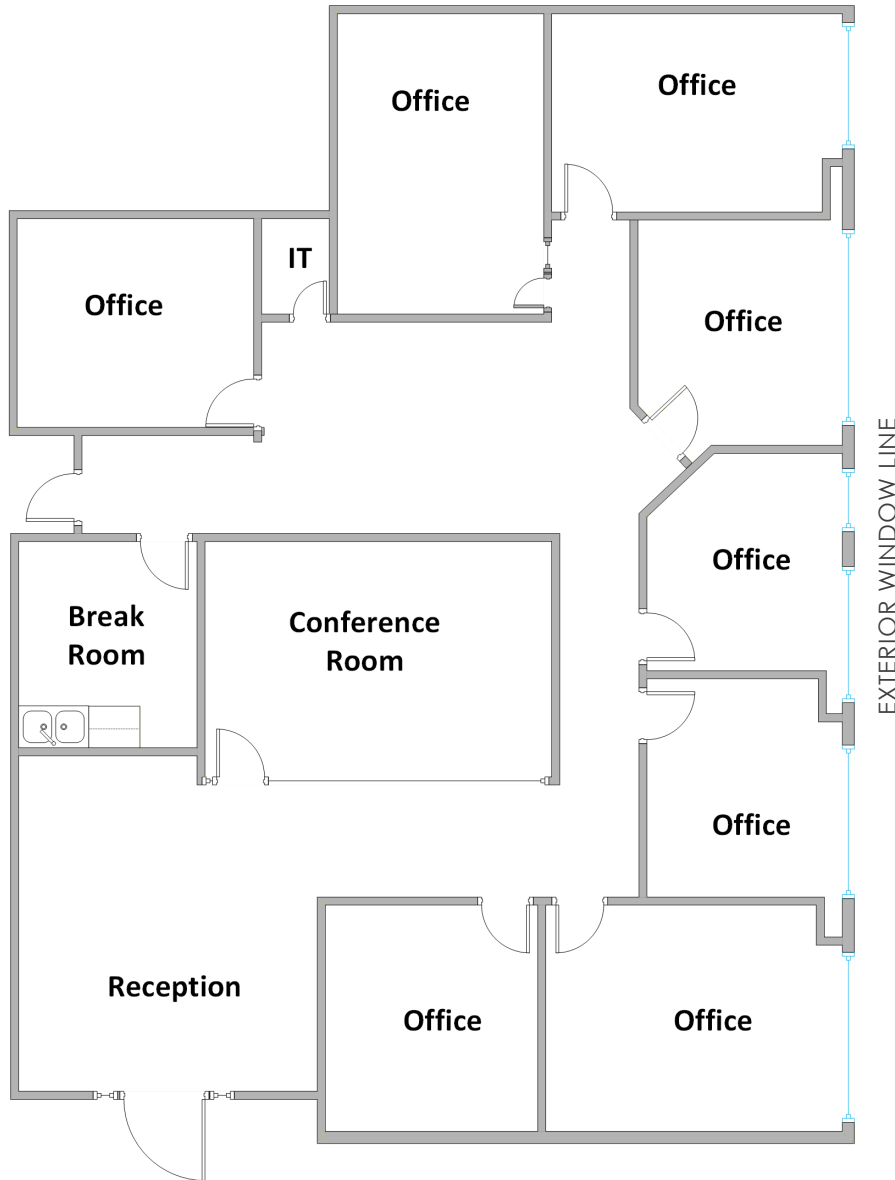 Office
Office
IT
Office
Office
EXTERIOR WINDOW LINE
Office
Break
Room
Conference
Room
Office
Reception
Office
Office